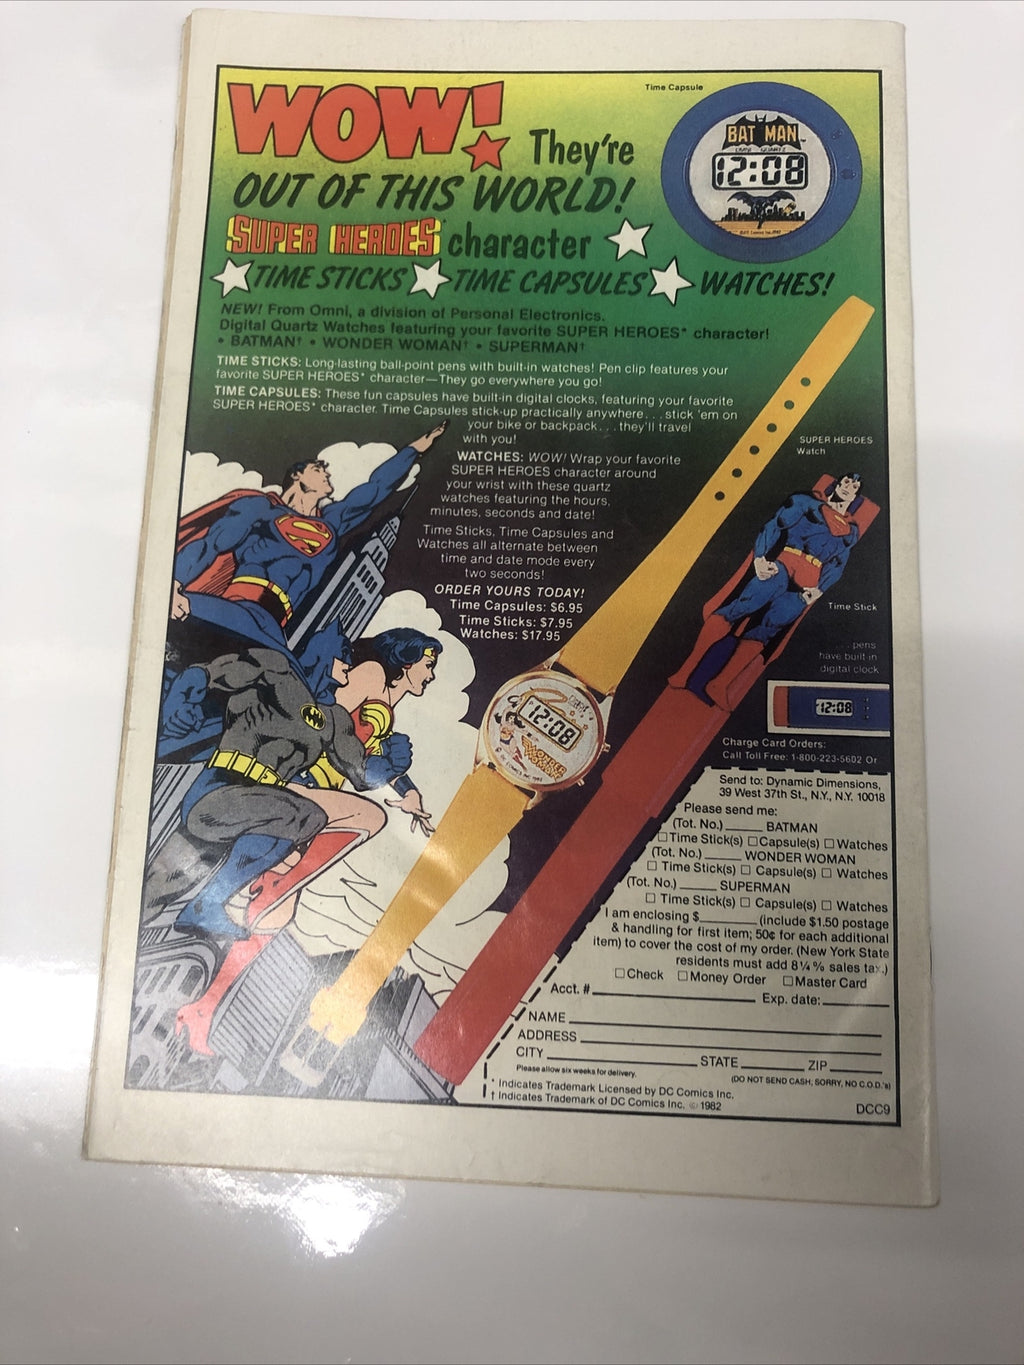 Time Capsule
WOW!
They're
OUT OF THIS WORLD!
SUPER HEROES character
TIME STICKS TIME CAPSULES WATCHES!
BATMAN
12:08
NEW! From Omni, a division of Personal Electronics.
Digital Quartz Watches featuring your favorite SUPER HEROES* character!
• BATMAN† • WONDER WOMAN† • SUPERMAN†
TIME STICKS: Long-lasting ball-point pens with built-in watches! Pen clip features your
favorite SUPER HEROES* character—They go everywhere you go!
TIME CAPSULES: These fun capsules have built-in digital clocks, featuring your favorite
SUPER HEROES* character. Time Capsules stick-up practically anywhere...stick 'em on
your bike or backpack...they'll travel
with you!
WATCHES: WOW! Wrap your favorite
SUPER HEROES character around
your wrist with these quartz
watches featuring the hours,
minutes, seconds and date!
Time Sticks, Time Capsules and
Watches all alternate between
time and date mode every
two seconds!
ORDER YOURS TODAY!
Time Capsules: $6.95
Time Sticks: $7.95
Watches: $17.95
SUPER HEROES
Watch
Time Stick
...pens
have built-in
digital clock
12:08
12:08
WONDER
WOMAN
Charge Card Orders:
Call Toll Free: 1-800-223-5602 Or
Send to: Dynamic Dimensions,
39 West 37th St., N.Y., N.Y. 10018
Please send me:
(Tot. No.)______ BATMAN
☐ Time Stick(s) ☐ Capsule(s) ☐ Watches
(Tot. No.)______ WONDER WOMAN
☐ Time Stick(s) ☐ Capsule(s) ☐ Watches
(Tot. No.)______ SUPERMAN
☐ Time Stick(s) ☐ Capsule(s) ☐ Watches
I am enclosing $________ (include $1.50 postage
& handling for first item; 50¢ for each additional
item) to cover the cost of my order. (New York State
residents must add 8¼% sales tax.)
☐ Check ☐ Money Order ☐ Master Card
Acct. #______________ Exp. date:________
NAME______________
ADDRESS______________
CITY______________ STATE________ ZIP________
Please allow six weeks for delivery.
(DO NOT SEND CASH, SORRY, NO C.O.D.'s)
* Indicates Trademark Licensed by DC Comics Inc.
† Indicates Trademark of DC Comics Inc. © 1982
DCC9